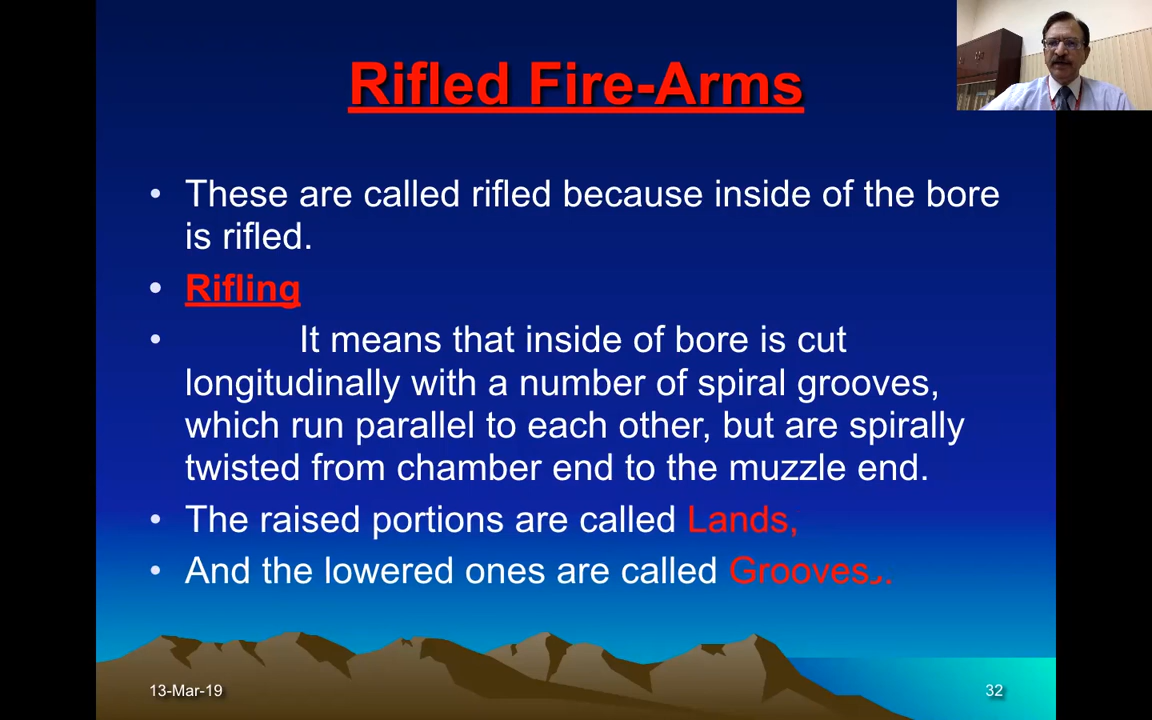 Rifled Fire-Arms
• These are called rifled because inside of the bore
is rifled.
• Rifling
• It means that inside of bore is cut
longitudinally with a number of spiral grooves,
which run parallel to each other, but are spirally
twisted from chamber end to the muzzle end.
• The raised portions are called Lands,
• And the lowered ones are called Grooves..
13-Mar-19
32